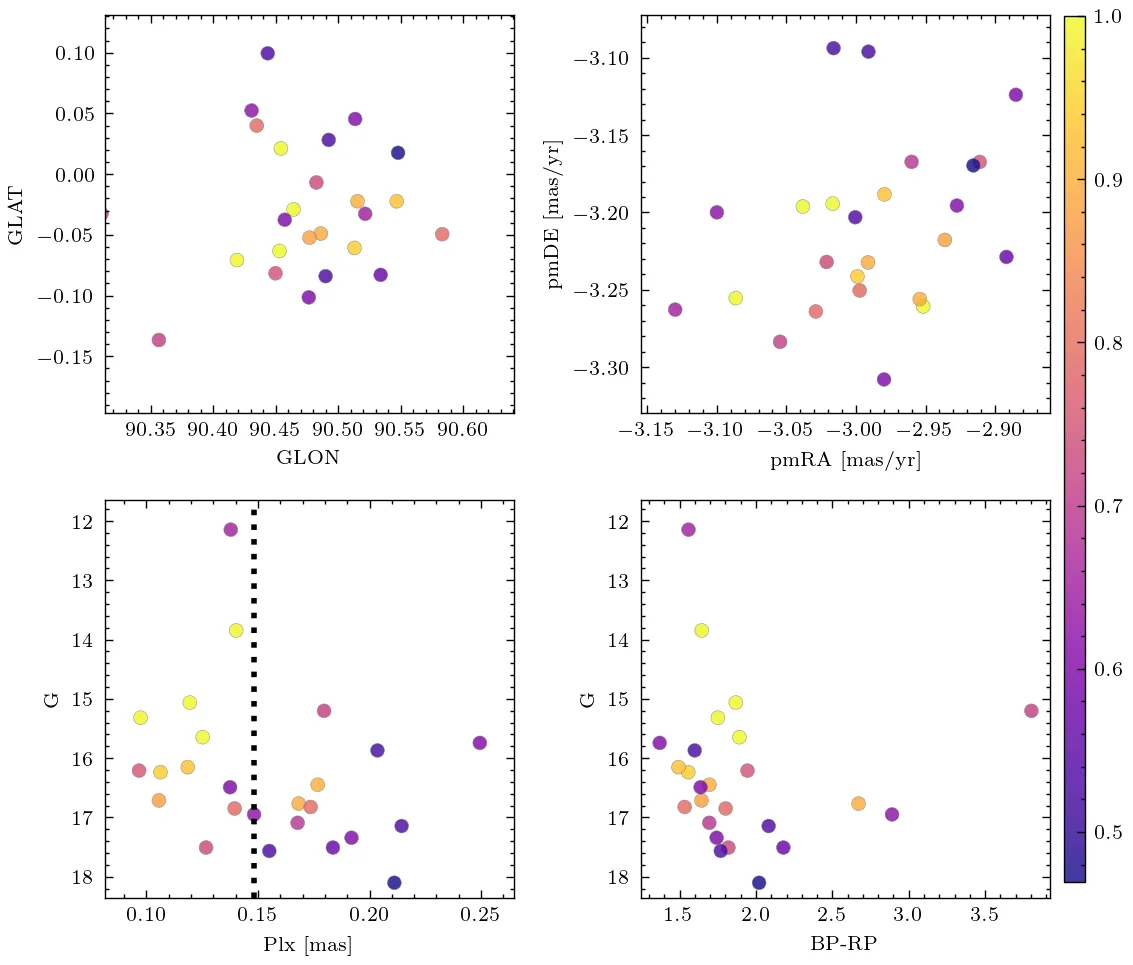 0.10
0.05
0.00
−0.05
−0.10
−0.15
GLAT
90.35 90.40 90.45 90.50 90.55 90.60
GLON
−3.10
−3.15
−3.20
−3.25
−3.30
pmDE [mas/yr]
−3.15 −3.10 −3.05 −3.00 −2.95 −2.90
pmRA [mas/yr]
12
13
14
15
16
17
18
G
0.10 0.15 0.20 0.25
Plx [mas]
12
13
14
15
16
17
18
G
1.5 2.0 2.5 3.0 3.5
BP-RP
1.0
0.9
0.8
0.7
0.6
0.5